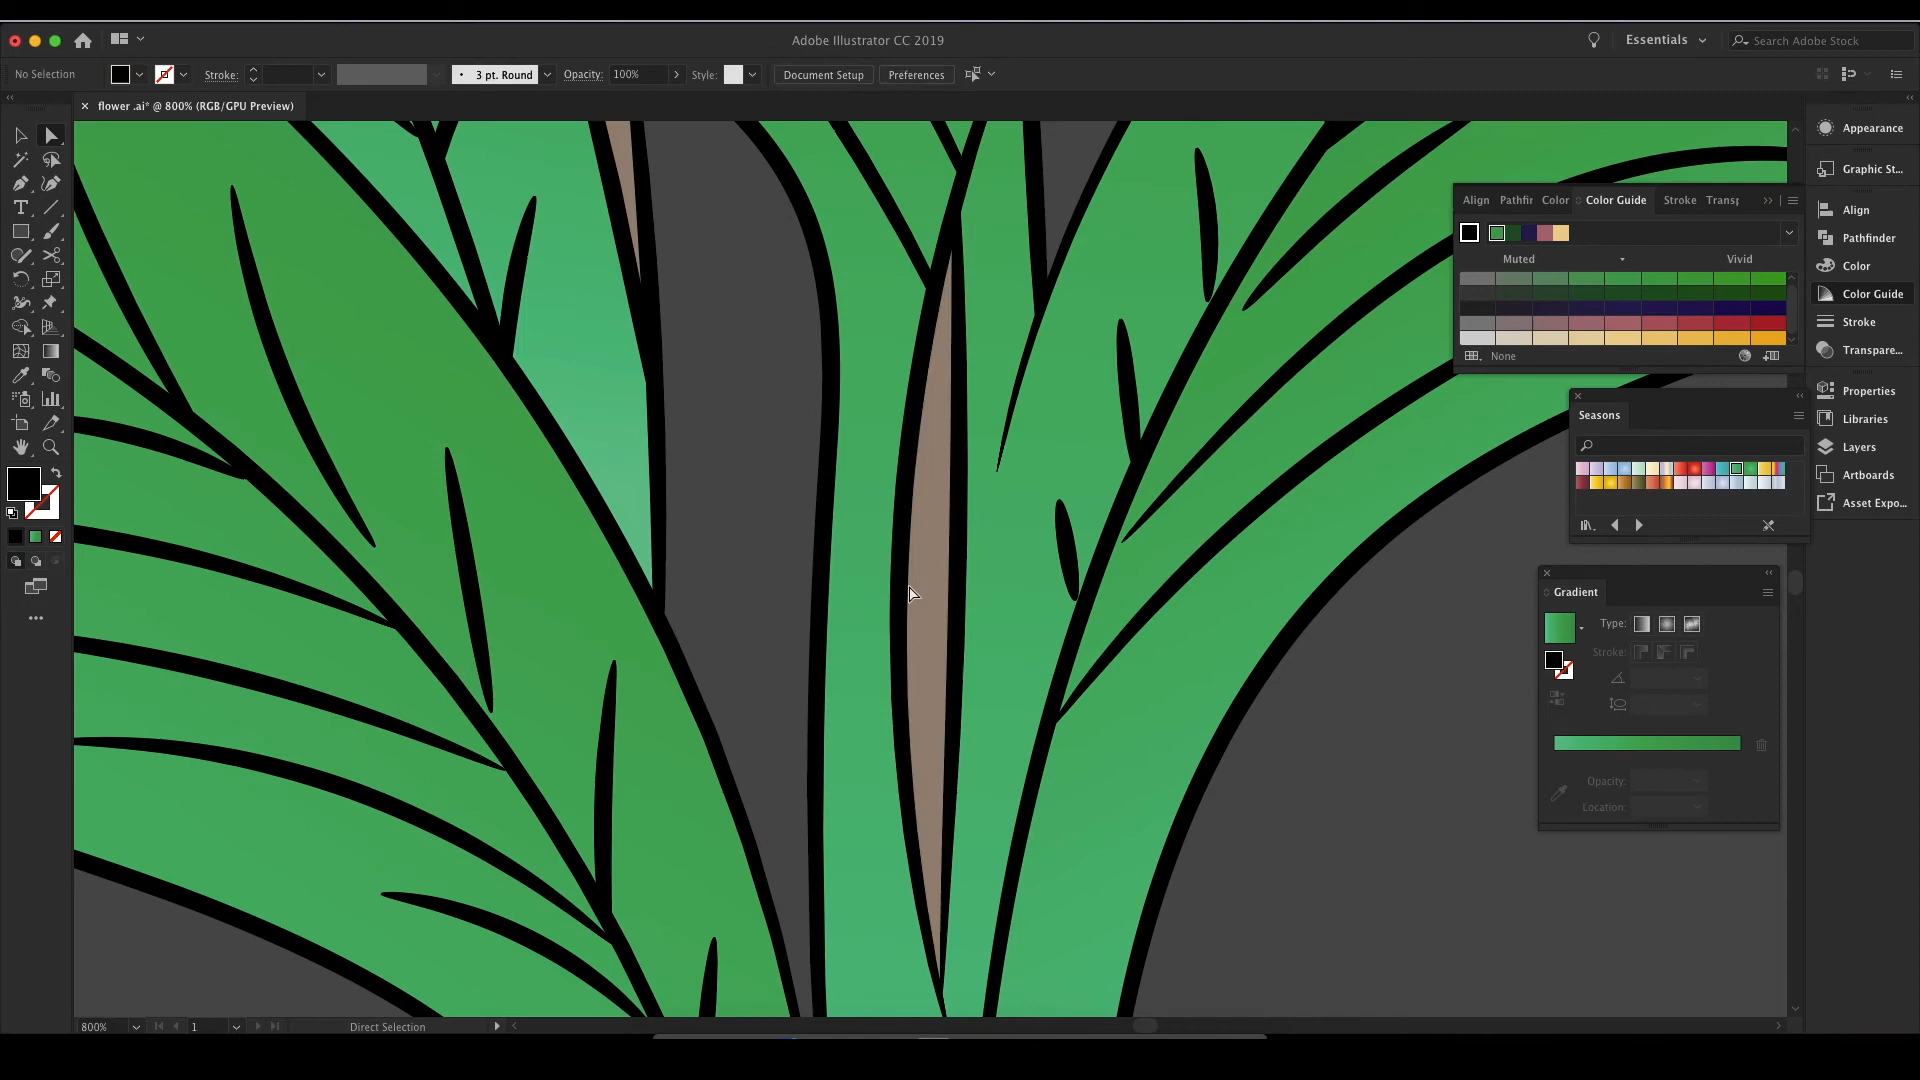 Adobe Illustrator CC 2019
Essentials
Search Adobe Stock
No Selection
Stroke:
3 pt. Round
Opacity:
100%
Style:
Document Setup
Preferences
flower .ai* @ 800% (RGB/GPU Preview)
Appearance
Graphic St...
Align
Pathfinder
Color
Color Guide
Stroke
Transpare...
Properties
Libraries
Layers
Artboards
Asset Expo...
Align
Color
Color Guide
Stroke
Muted
Vivid
None
Seasons
Gradient
Type:
Stroke:
Opacity:
Location:
800%
1
Direct Selection